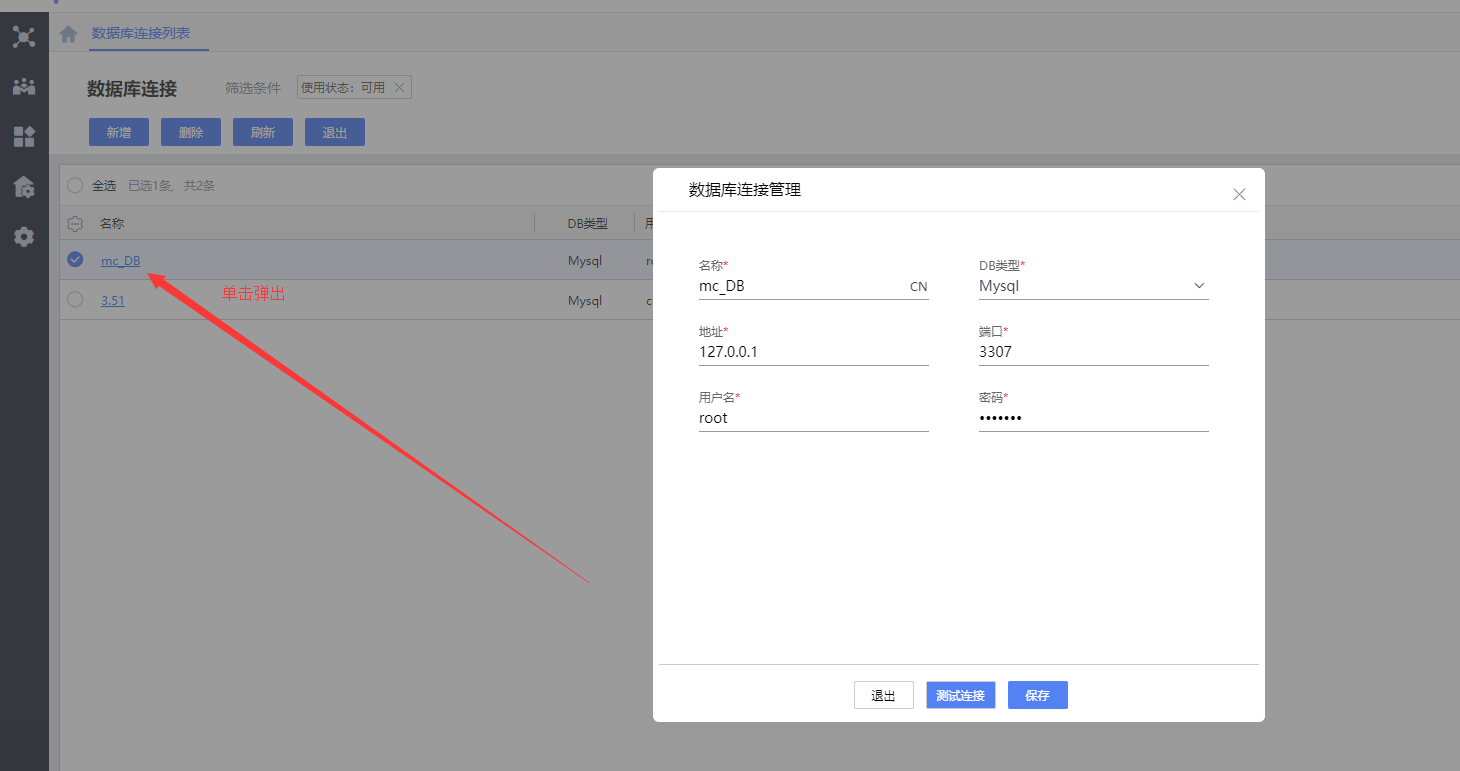 数据库连接列表
数据库连接
筛选条件
使用状态：可用
新增
删除
刷新
退出
全选
已选1条, 共2条
名称
DB类型
mc_DB
Mysql
单击弹出
3.51
Mysql
数据库连接管理
名称*
mc_DB
CN
DB类型*
Mysql
地址*
127.0.0.1
端口*
3307
用户名*
root
密码*
•••••••
退出
测试连接
保存